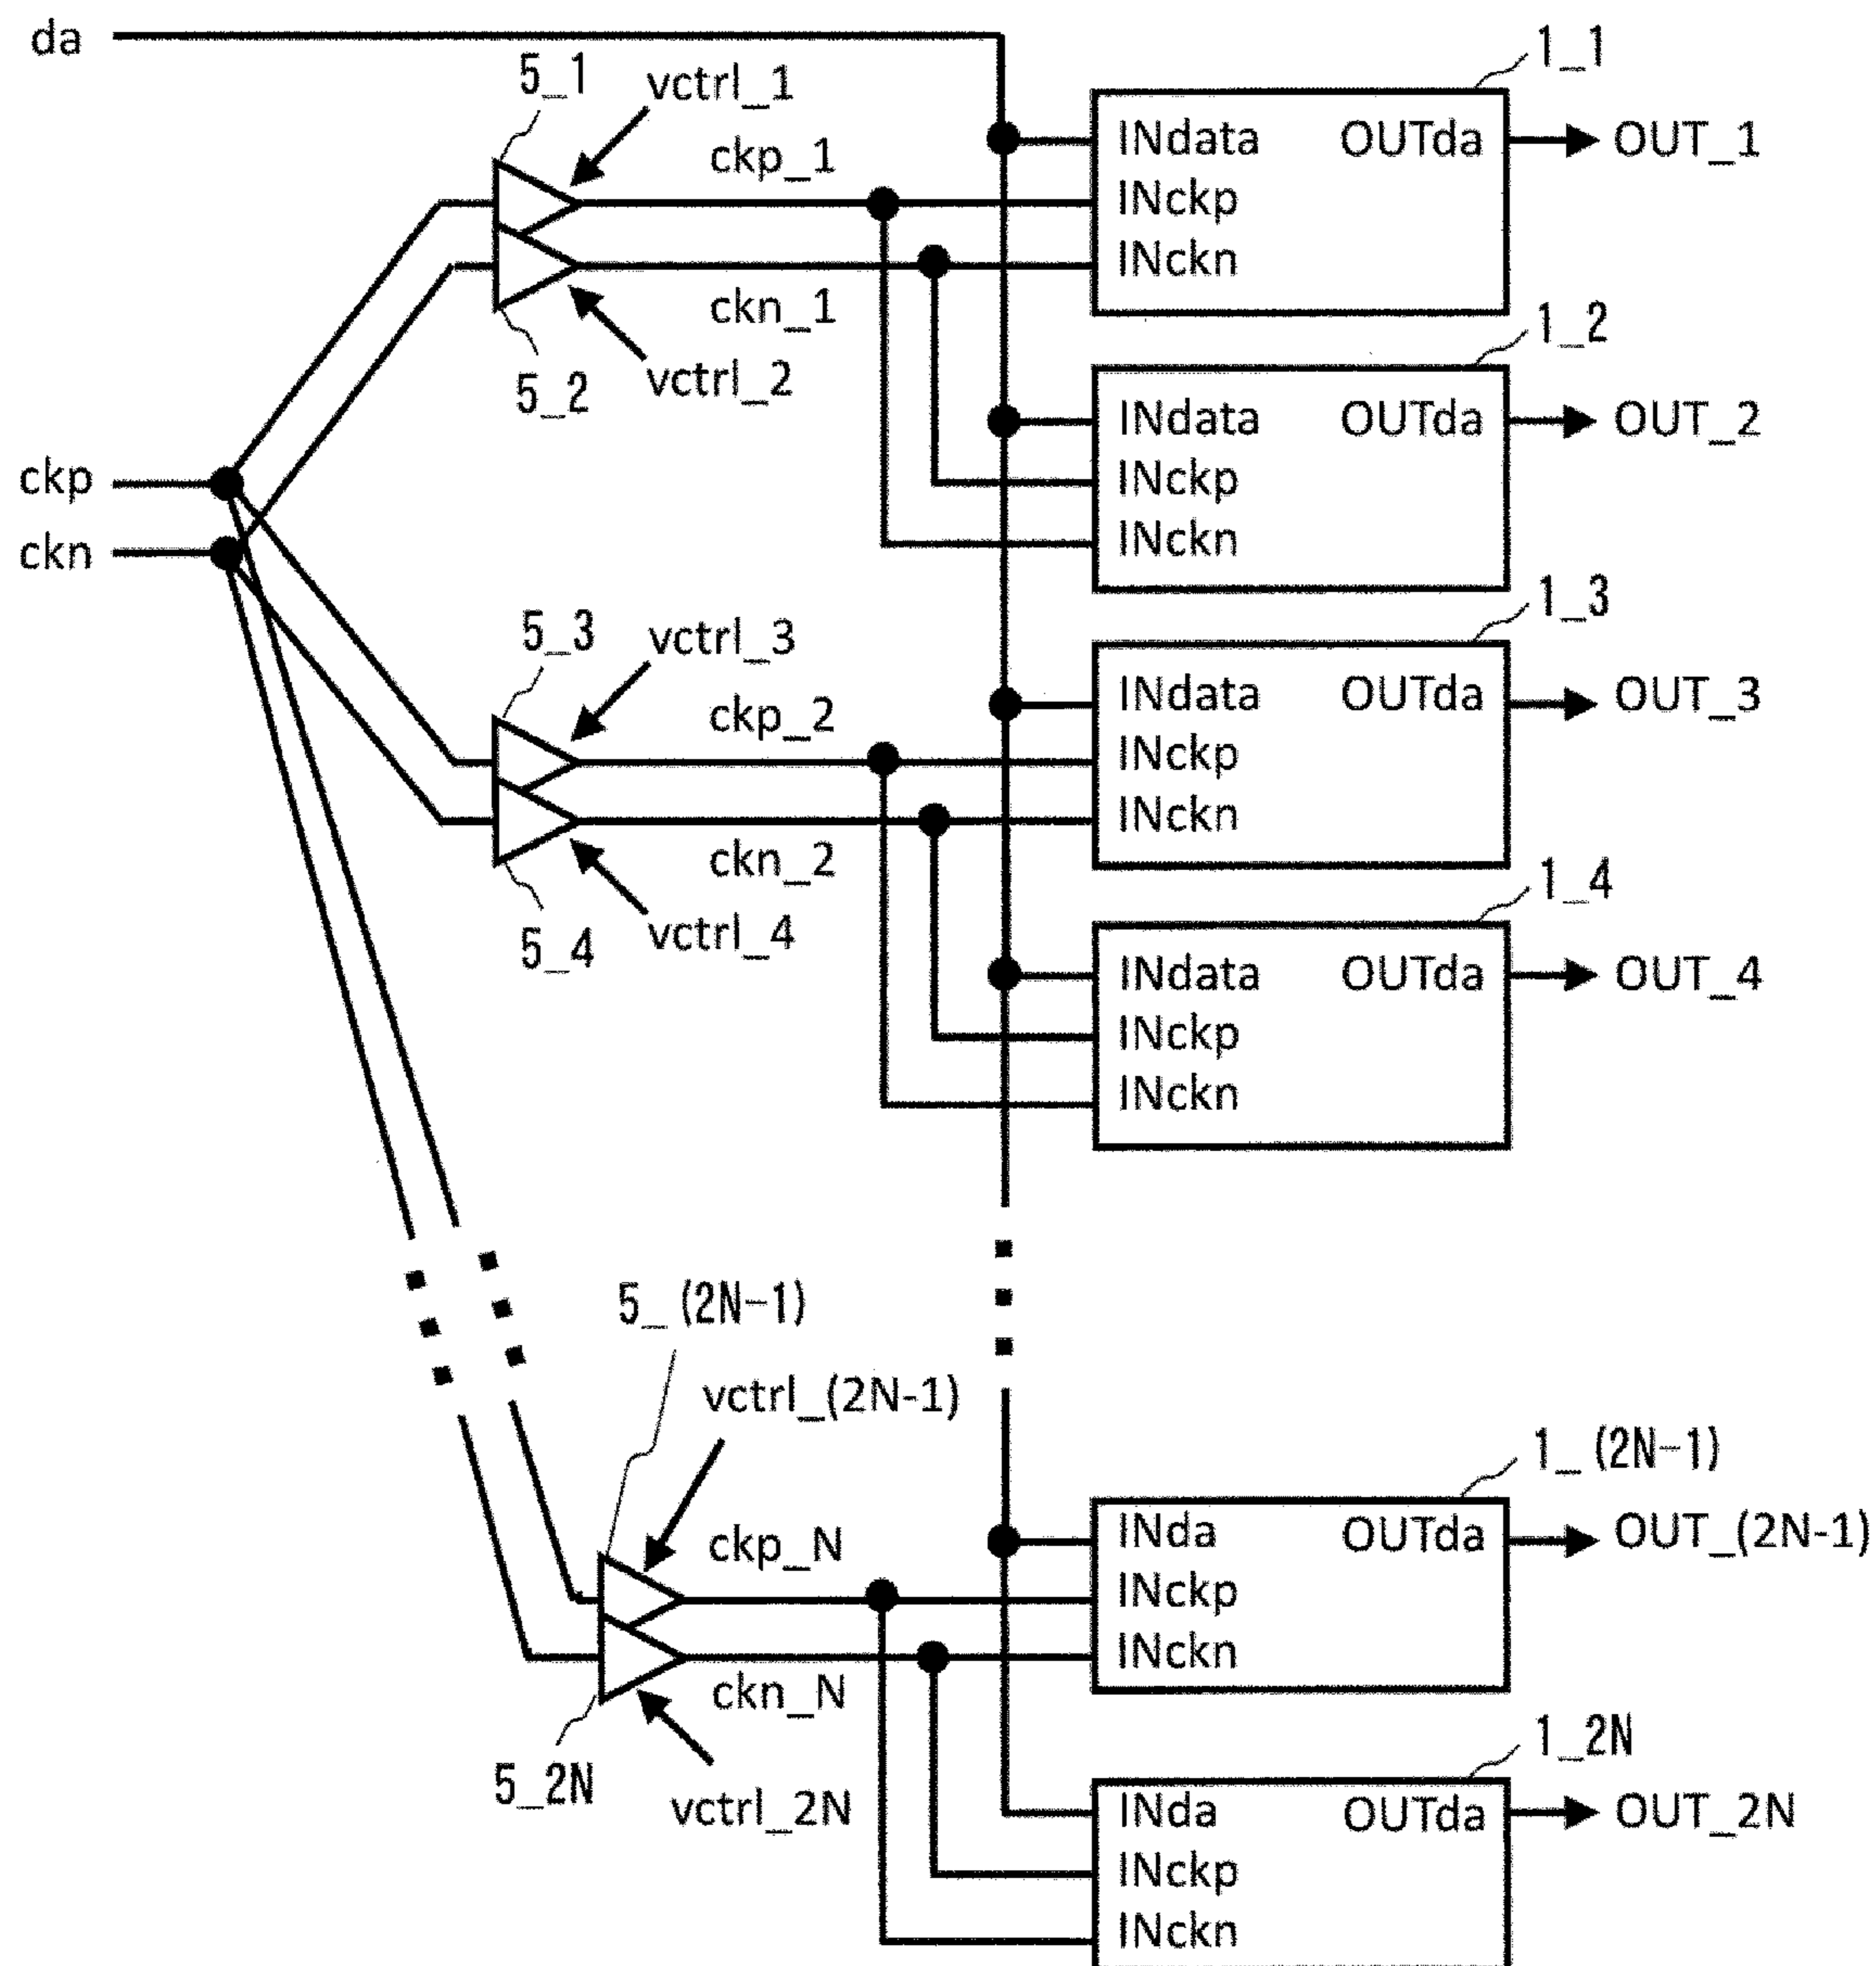 da
5_1
vctrl_1
ckp_1
ckn_1
5_2
vctrl_2
1_1
INdata OUTda
INckp
INckn
OUT_1
1_2
INdata OUTda
INckp
INckn
OUT_2
ckp
ckn
5_3
vctrl_3
ckp_2
ckn_2
5_4
vctrl_4
1_3
INdata OUTda
INckp
INckn
OUT_3
1_4
INdata OUTda
INckp
INckn
OUT_4
5_(2N-1)
vctrl_(2N-1)
ckp_N
ckn_N
5_2N
vctrl_2N
1_(2N-1)
INda OUTda
INckp
INckn
OUT_(2N-1)
1_2N
INda OUTda
INckp
INckn
OUT_2N